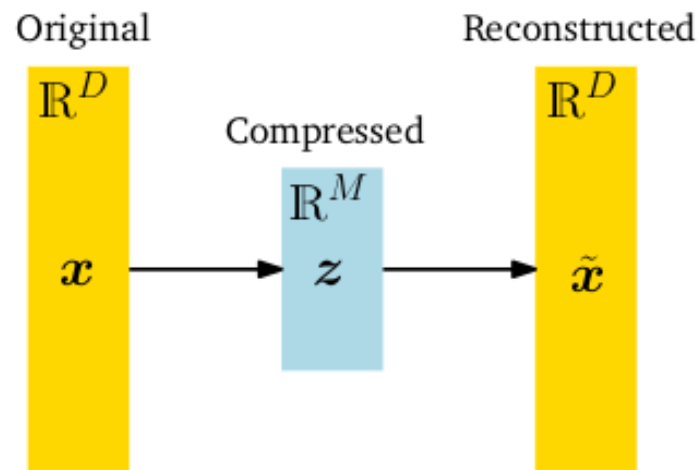 Original
Reconstructed
ℝ^D
ℝ^D
Compressed
ℝ^M
x
z
x̃